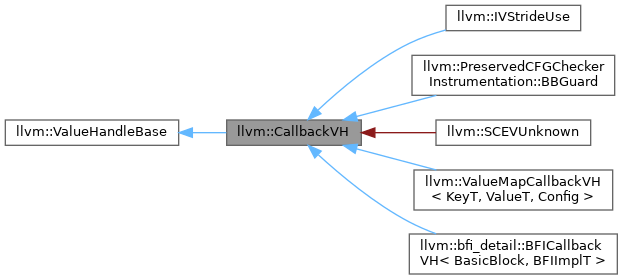 llvm::IVStrideUse
llvm::PreservedCFGChecker
Instrumentation::BBGuard
llvm::ValueHandleBase
llvm::CallbackVH
llvm::SCEVUnknown
llvm::ValueMapCallbackVH
< KeyT, ValueT, Config >
llvm::bfi_detail::BFICallback
VH< BasicBlock, BFIImplT >